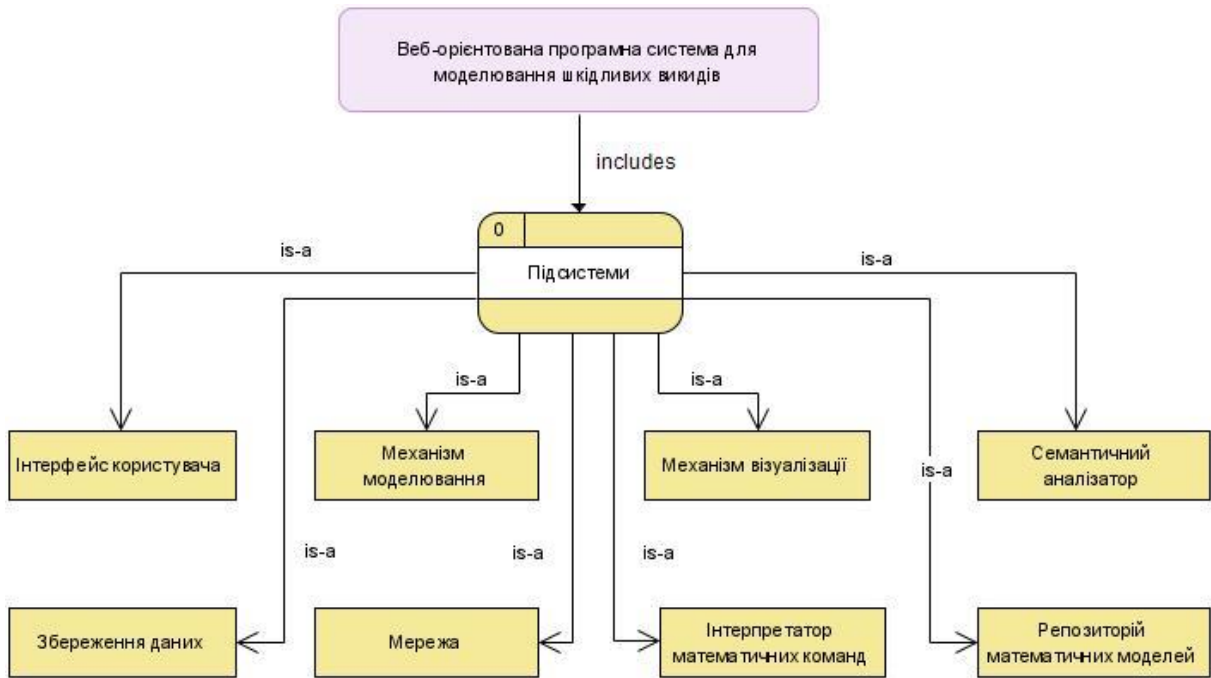 Веб-орієнтована програмна система для
моделювання шкідливих викидів
includes
0
Підсистеми
is-a
is-a
is-a
is-a
Інтерфейс користувача
Механізм
моделювання
Механізм візуалізації
Семантичний
аналізатор
is-a
is-a
is-a
is-a
Збереження даних
Мережа
Інтерпретатор
математичних команд
Репозиторій
математичних моделей